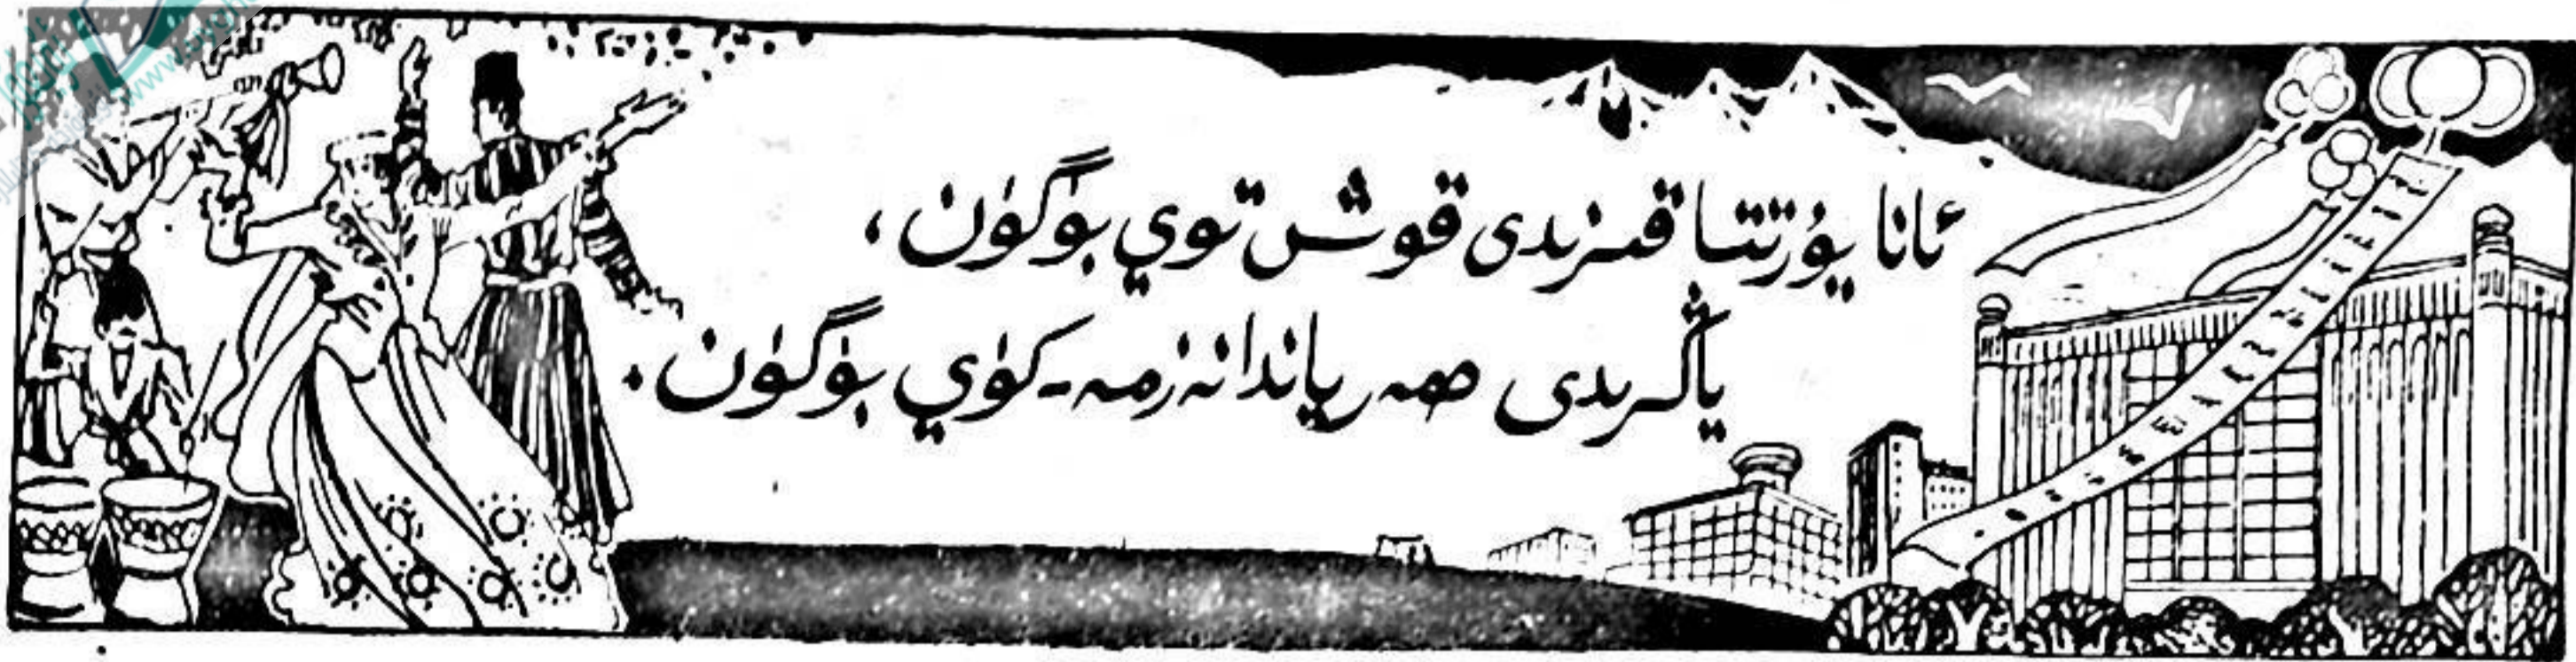 ئانا يۇرتتا قىزىدى قوش توي بۈگۈن،
ياڭرىدى ھەر ياندا نەزمە-كۈي بۈگۈن.